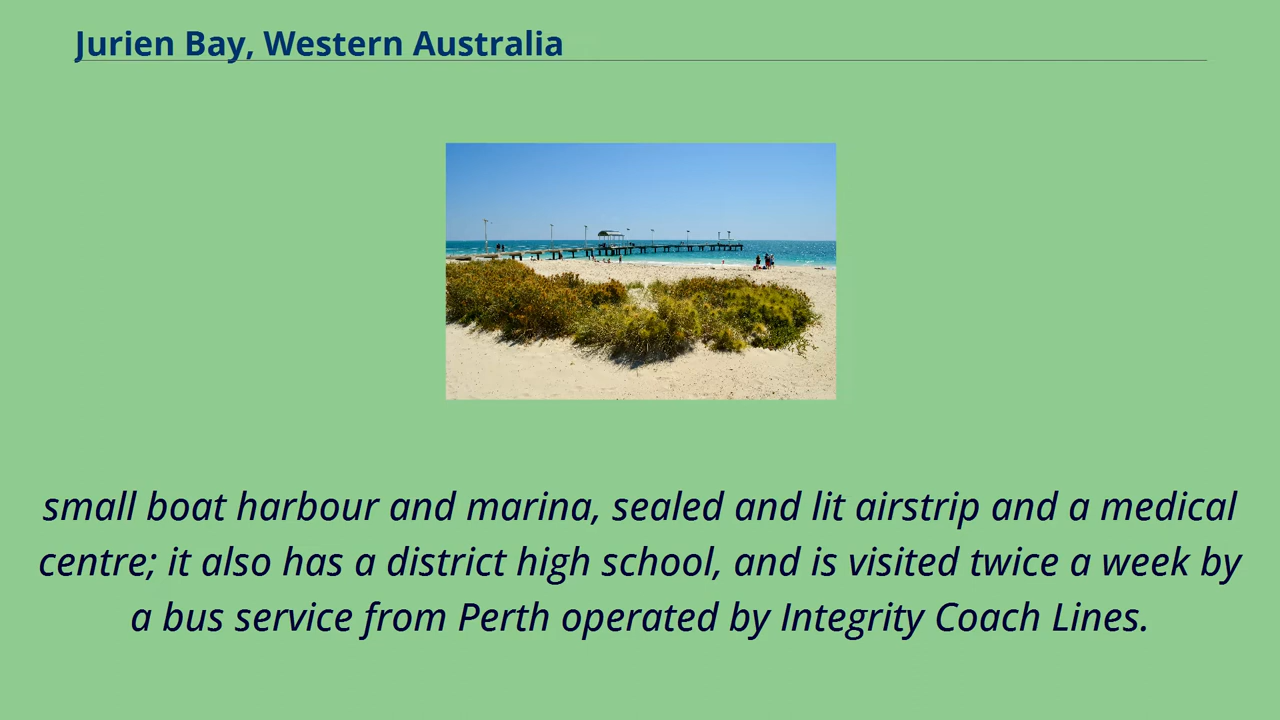 Jurien Bay, Western Australia
small boat harbour and marina, sealed and lit airstrip and a medical
centre; it also has a district high school, and is visited twice a week by
a bus service from Perth operated by Integrity Coach Lines.